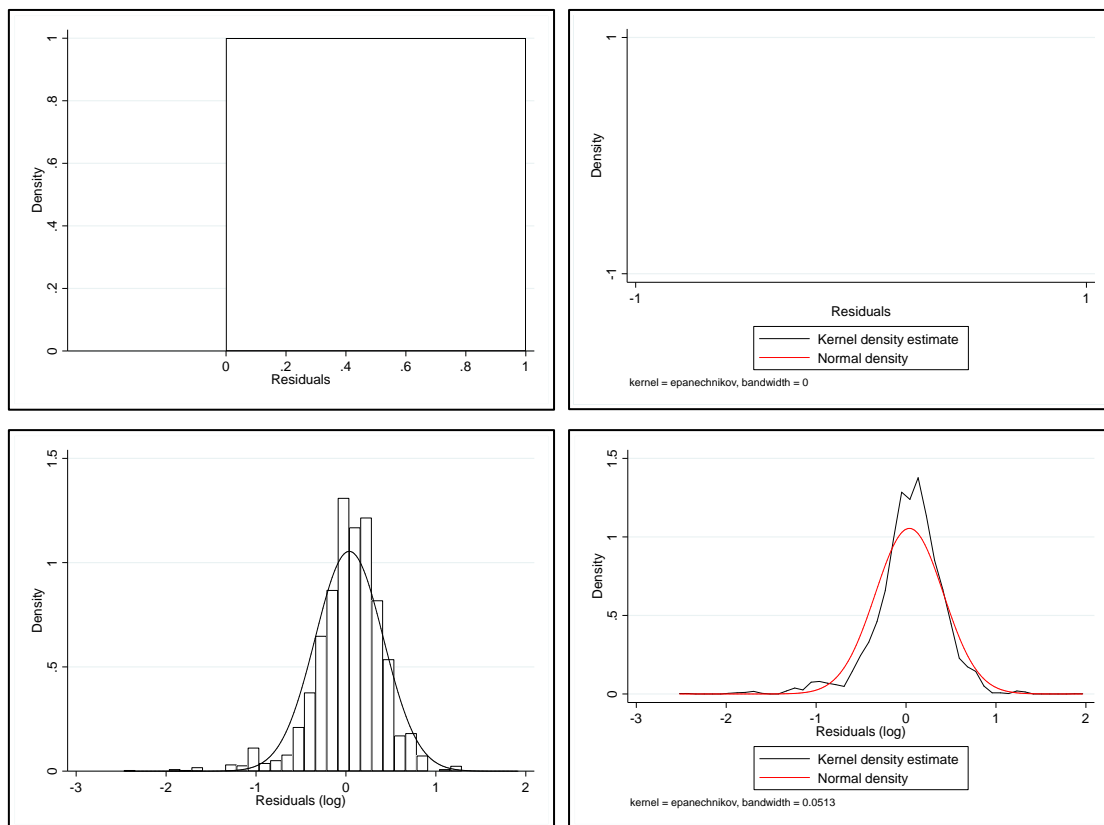 1
.8
.6
.4
.2
0
Density
0 .2 .4 .6 .8 1
Residuals
1
-1
Density
-1 1
Residuals
Kernel density estimate
Normal density
kernel = epanechnikov, bandwidth = 0
1.5
1
.5
0
Density
-3 -2 -1 0 1 2
Residuals (log)
1.5
1
.5
0
Density
-3 -2 -1 0 1 2
Residuals (log)
Kernel density estimate
Normal density
kernel = epanechnikov, bandwidth = 0.0513